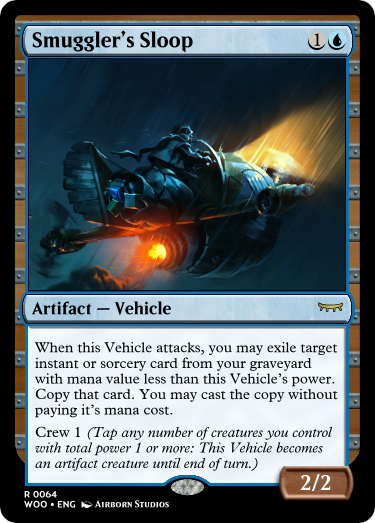 Smuggler's Sloop 1
Artifact — Vehicle
When this Vehicle attacks, you may exile target
instant or sorcery card from your graveyard
with mana value less than this Vehicle's power.
Copy that card. You may cast the copy without
paying it's mana cost.
Crew 1 (Tap any number of creatures you control
with total power 1 or more: This Vehicle becomes
an artifact creature until end of turn.)
2/2
R 0064
WOO • ENG Airborn Studios